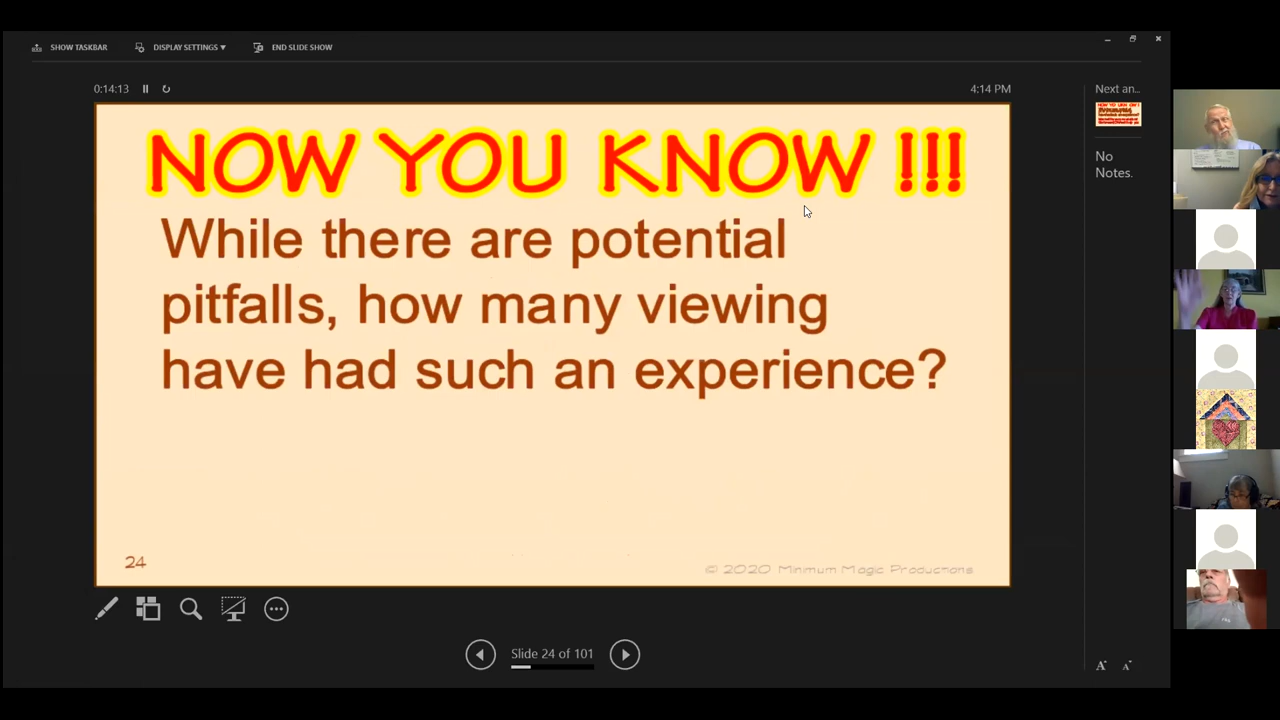 SHOW TASKBAR
DISPLAY SETTINGS ▼
END SLIDE SHOW
0:14:13
4:14 PM
NOW YOU KNOW !!!
While there are potential
pitfalls, how many viewing
have had such an experience?
24
© 2020 Minimum Magic Productions
Slide 24 of 101
Next an..
No
Notes.
A
A